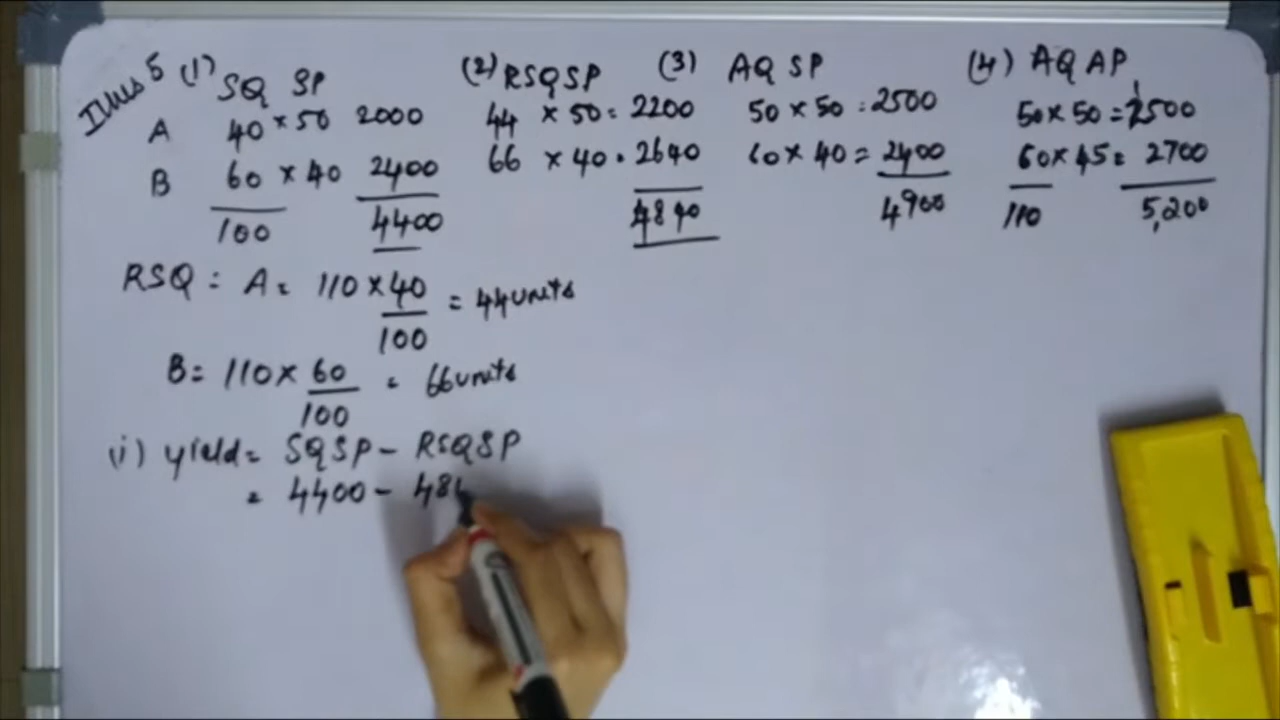 Illus 5 (1) SQ SP (2) RSQSP (3) AQ SP (4) AQ AP
A 40 × 50 2000 44 × 50 = 2200 50 × 50 = 2500 50 × 50 = 2500
B 60 × 40 2400 66 × 40 = 2640 60 × 40 = 2400 60 × 45 = 2700
100 4400 4840 4900 110 5,200
RSQ = A = 110 × 40
100
= 44 units
B = 110 × 60
100
= 66 units
(i) yield = SQSP - RSQSP
= 4400 - 484